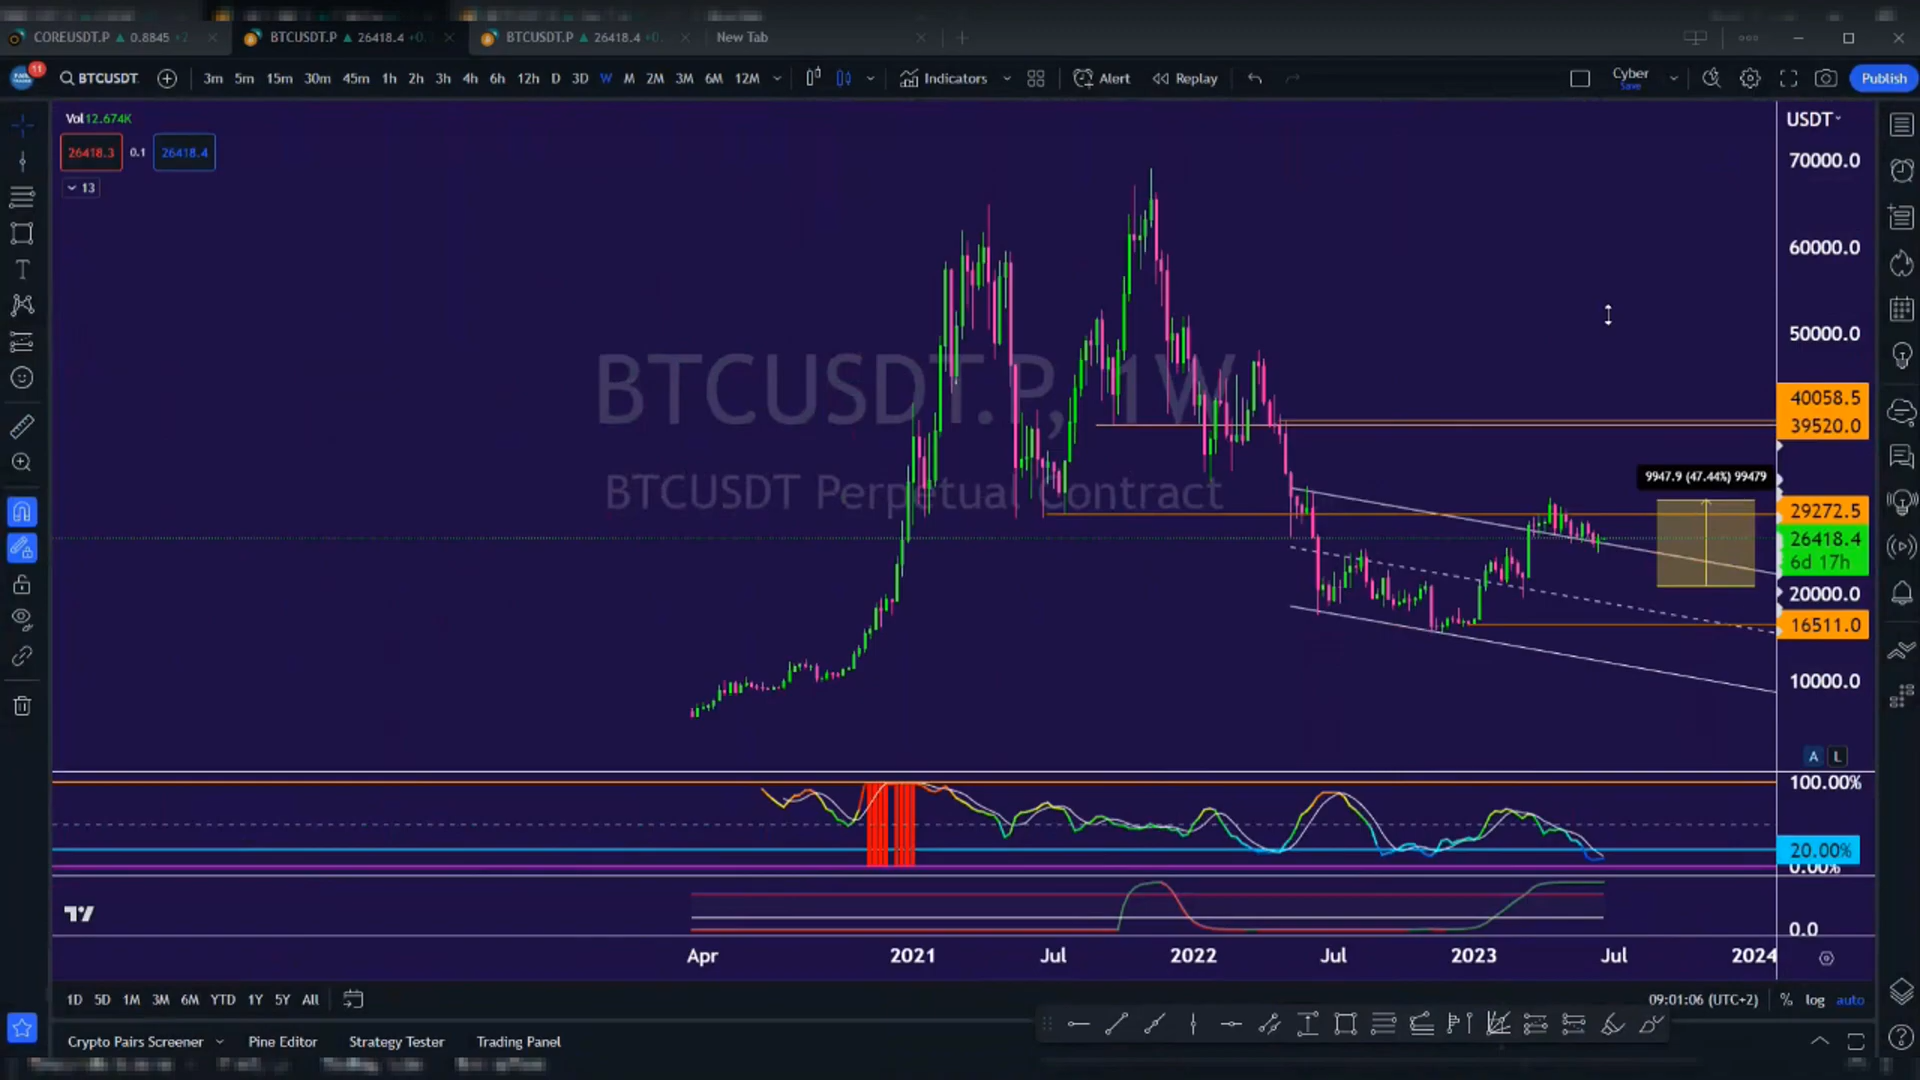 COREUSDT.P ▲ 0.8845 +2
BTCUSDT.P ▲ 26418.4 +0.
BTCUSDT.P ▲ 26418.4 +0.
New Tab
11
BTCUSDT
3m 5m 15m 30m 45m 1h 2h 3h 4h 6h 12h D 3D W M 2M 3M 6M 12M
Indicators
Alert
Replay
Cyber
Save
Publish
Vol 12.674K
USDT
26418.3 0.1 26418.4
13
70000.0
60000.0
50000.0
40058.5
39520.0
BTCUSDT.P, 1W
BTCUSDT Perpetual Contract
9947.9 (47.44%) 99479
29272.5
26418.4
6d 17h
20000.0
16511.0
10000.0
A L
100.00%
20.00%
0.00%
0.0
Apr 2021 Jul 2022 Jul 2023 Jul 2024
1D 5D 1M 3M 6M YTD 1Y 5Y All
09:01:06 (UTC+2) % log auto
Crypto Pairs Screener Pine Editor Strategy Tester Trading Panel